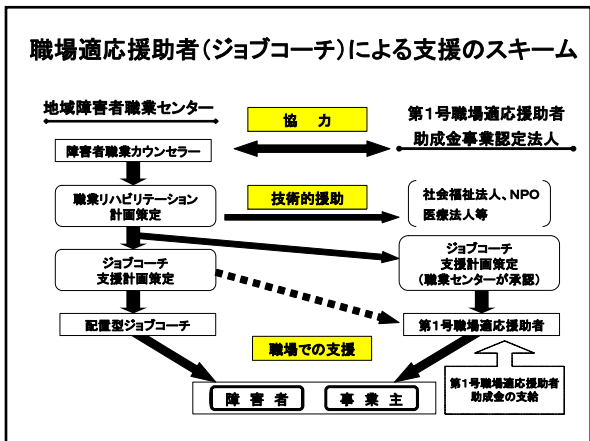 職場適応援助者(ジョブコーチ)による支援のスキーム
地域障害者職業センター
協 力
第1号職場適応援助者
助成金事業認定法人
障害者職業カウンセラー
職業リハビリテーション
計画策定
技術的援助
社会福祉法人、NPO
医療法人等
ジョブコーチ
支援計画策定
ジョブコーチ
支援計画策定
(職業センターが承認)
配置型ジョブコーチ
第1号職場適応援助者
職場での支援
障 害 者
事 業 主
第1号職場適応援助者
助成金の支給